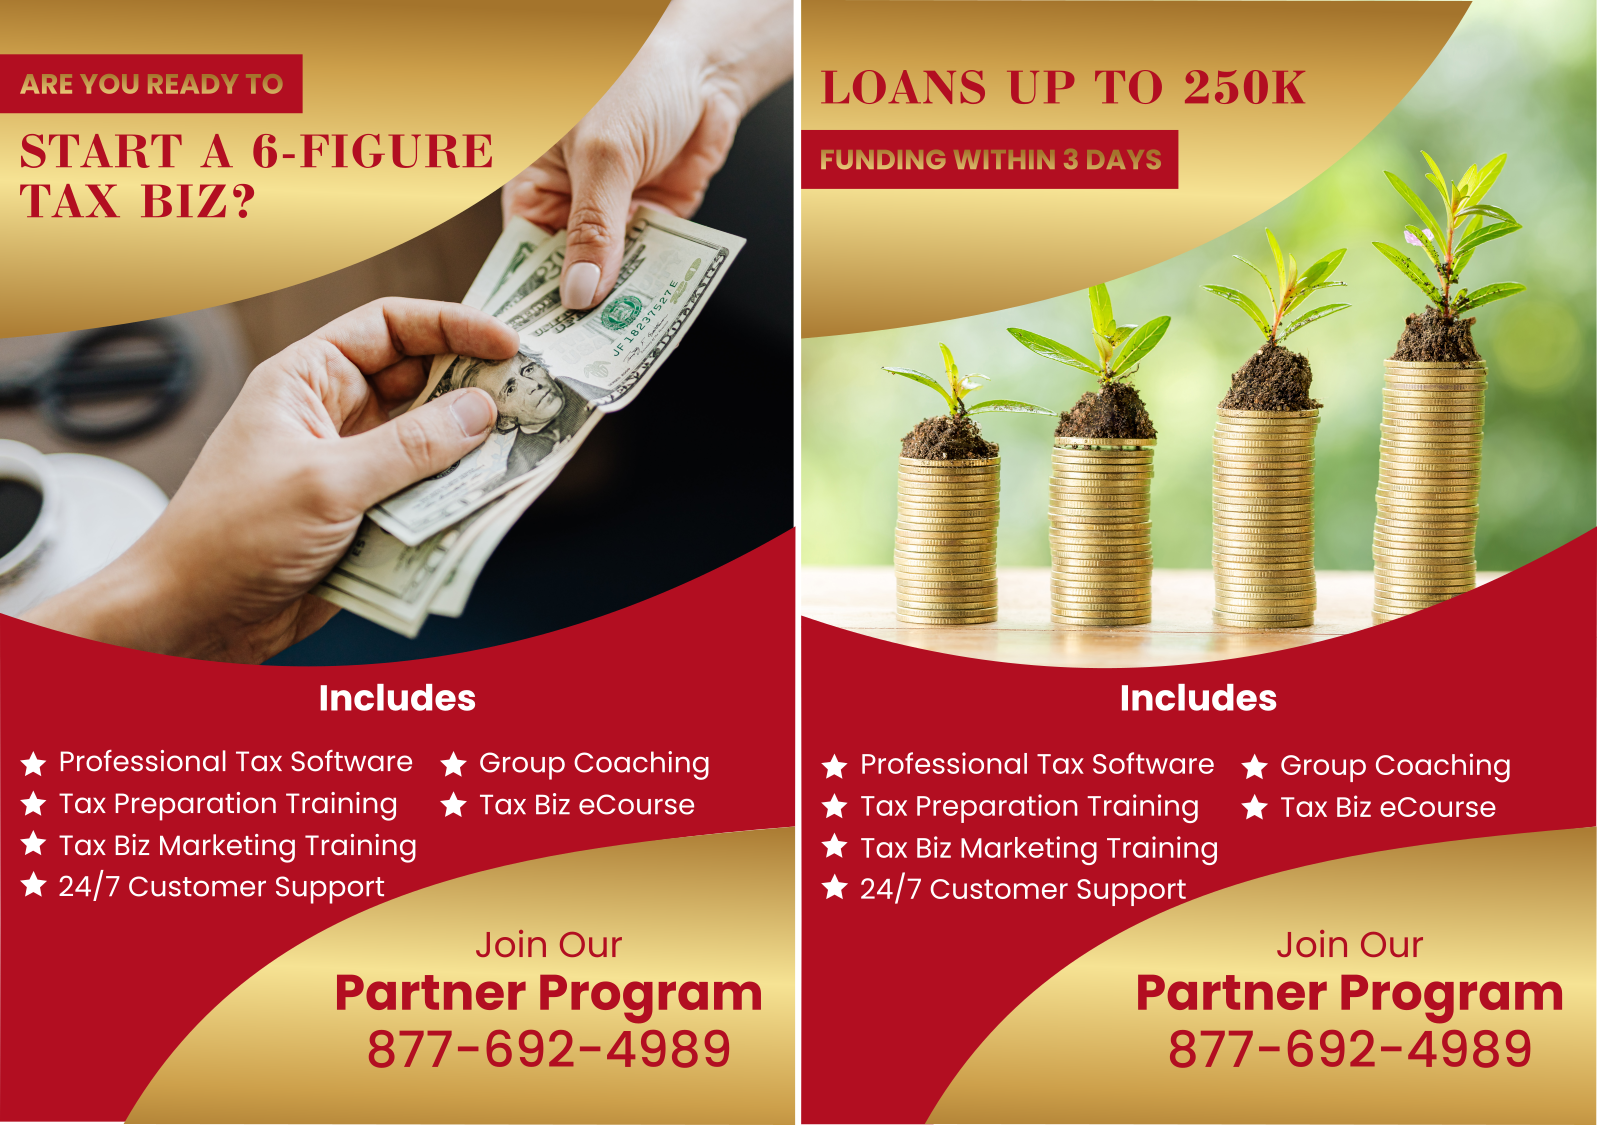 ARE YOU READY TO
START A 6-FIGURE
TAX BIZ?
JF18237527E
Includes
Professional Tax Software
Tax Preparation Training
Tax Biz Marketing Training
24/7 Customer Support
Group Coaching
Tax Biz eCourse
Join Our
Partner Program
877-692-4989
LOANS UP TO 250K
FUNDING WITHIN 3 DAYS
Includes
Professional Tax Software
Tax Preparation Training
Tax Biz Marketing Training
24/7 Customer Support
Group Coaching
Tax Biz eCourse
Join Our
Partner Program
877-692-4989